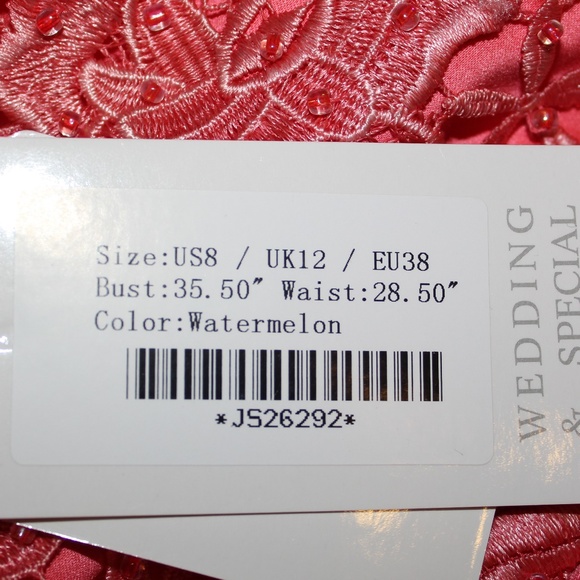 Size:US8 / UK12 / EU38
Bust:35.50" Waist:28.50"
Color:Watermelon
*JS26292*
WEDDING
& SPECIAL